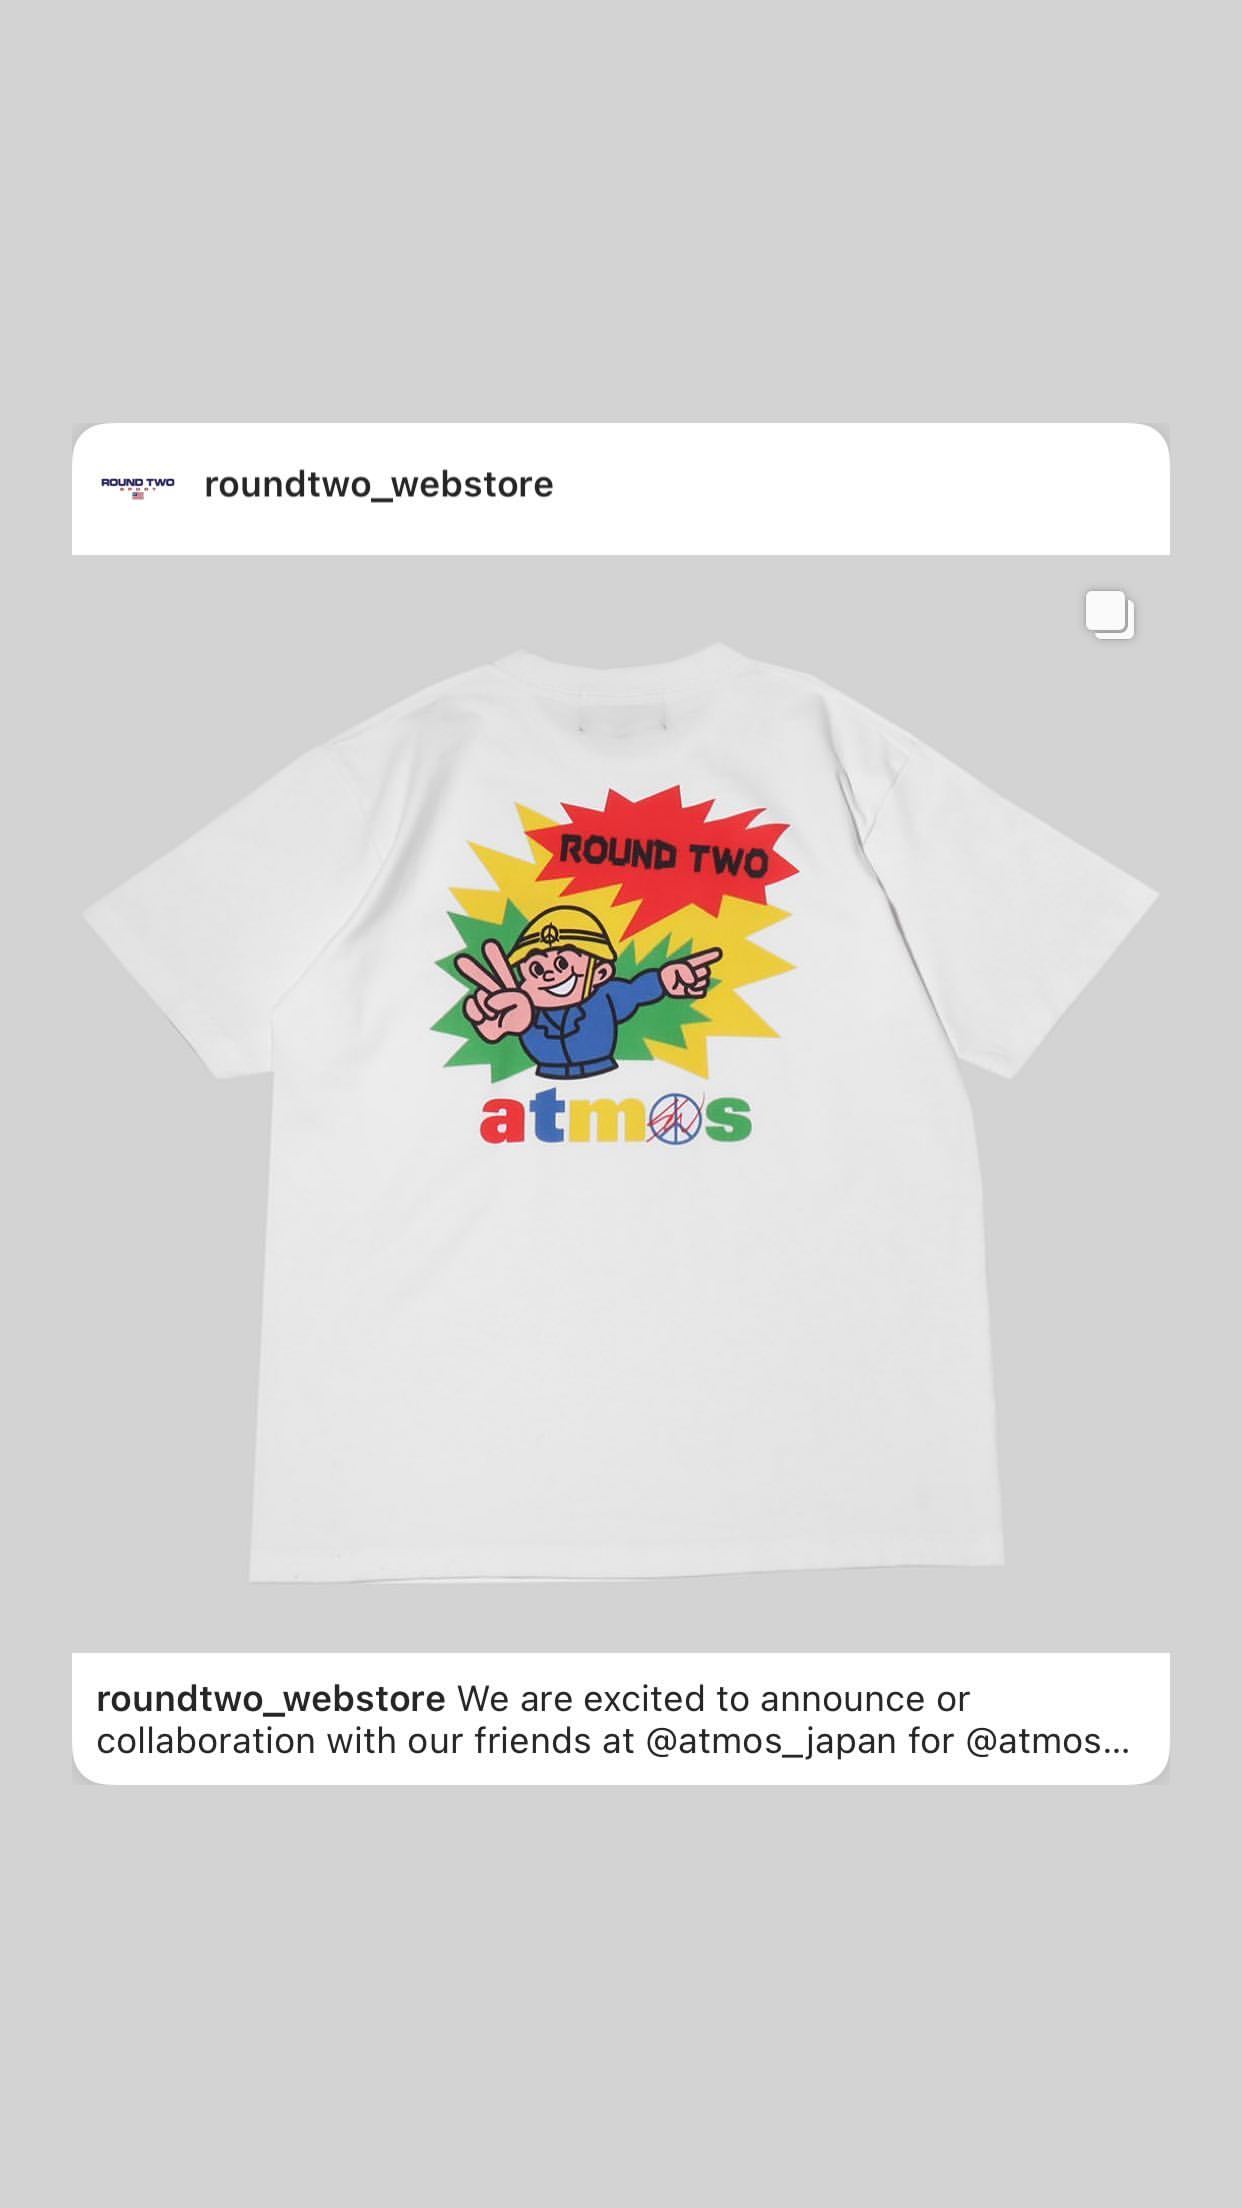 ROUND TWO
SPORT
roundtwo_webstore
ROUND TWO
atmos
roundtwo_webstore We are excited to announce or
collaboration with our friends at @atmos_japan for @atmos...